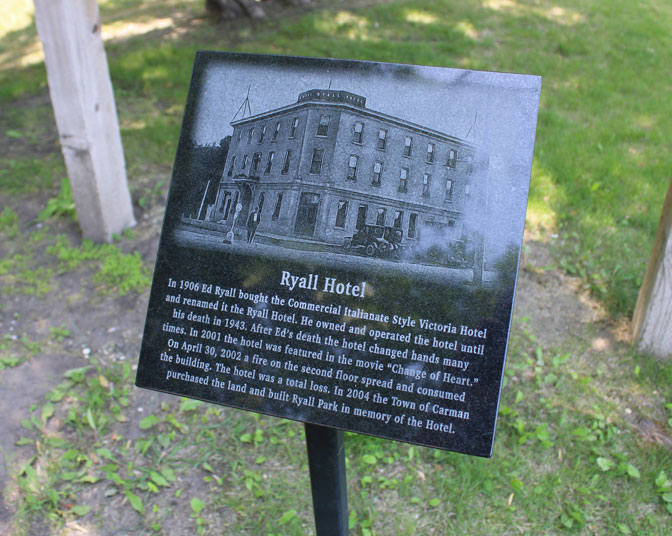 RYALL HOTEL
Ryall Hotel
In 1906 Ed Ryall bought the Commercial Italianate Style Victoria Hotel
and renamed it the Ryall Hotel. He owned and operated the hotel until
his death in 1943. After Ed's death the hotel changed hands many
times. In 2001 the hotel was featured in the movie “Change of Heart.”
On April 30, 2002 a fire on the second floor spread and consumed
the building. The hotel was a total loss. In 2004 the Town of Carman
purchased the land and built Ryall Park in memory of the Hotel.